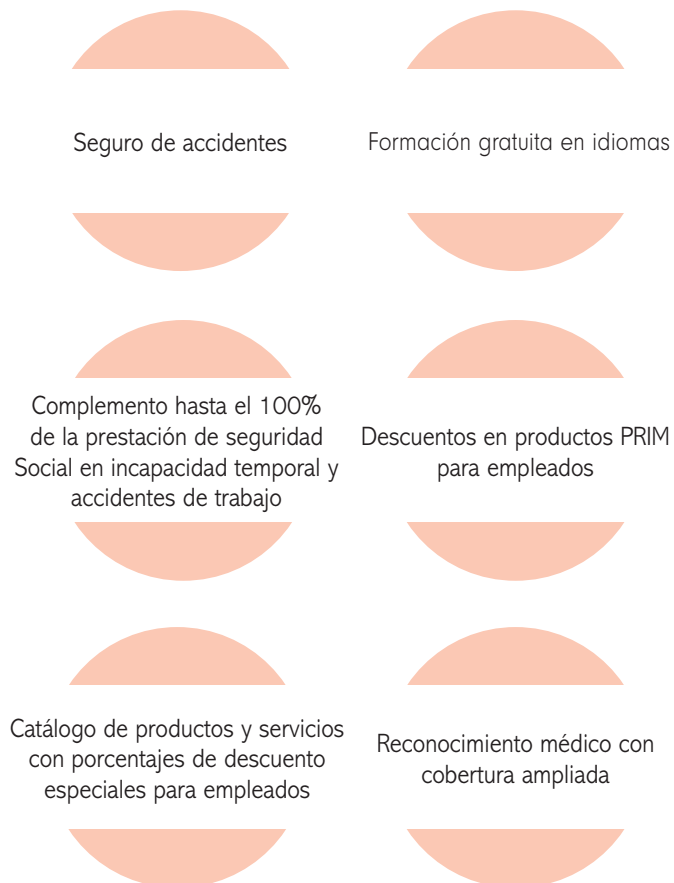 Seguro de accidentes
Formación gratuita en idiomas
Complemento hasta el 100%
de la prestación de seguridad
Social en incapacidad temporal y
accidentes de trabajo
Descuentos en productos PRIM
para empleados
Catálogo de productos y servicios
con porcentajes de descuento
especiales para empleados
Reconocimiento médico con
cobertura ampliada